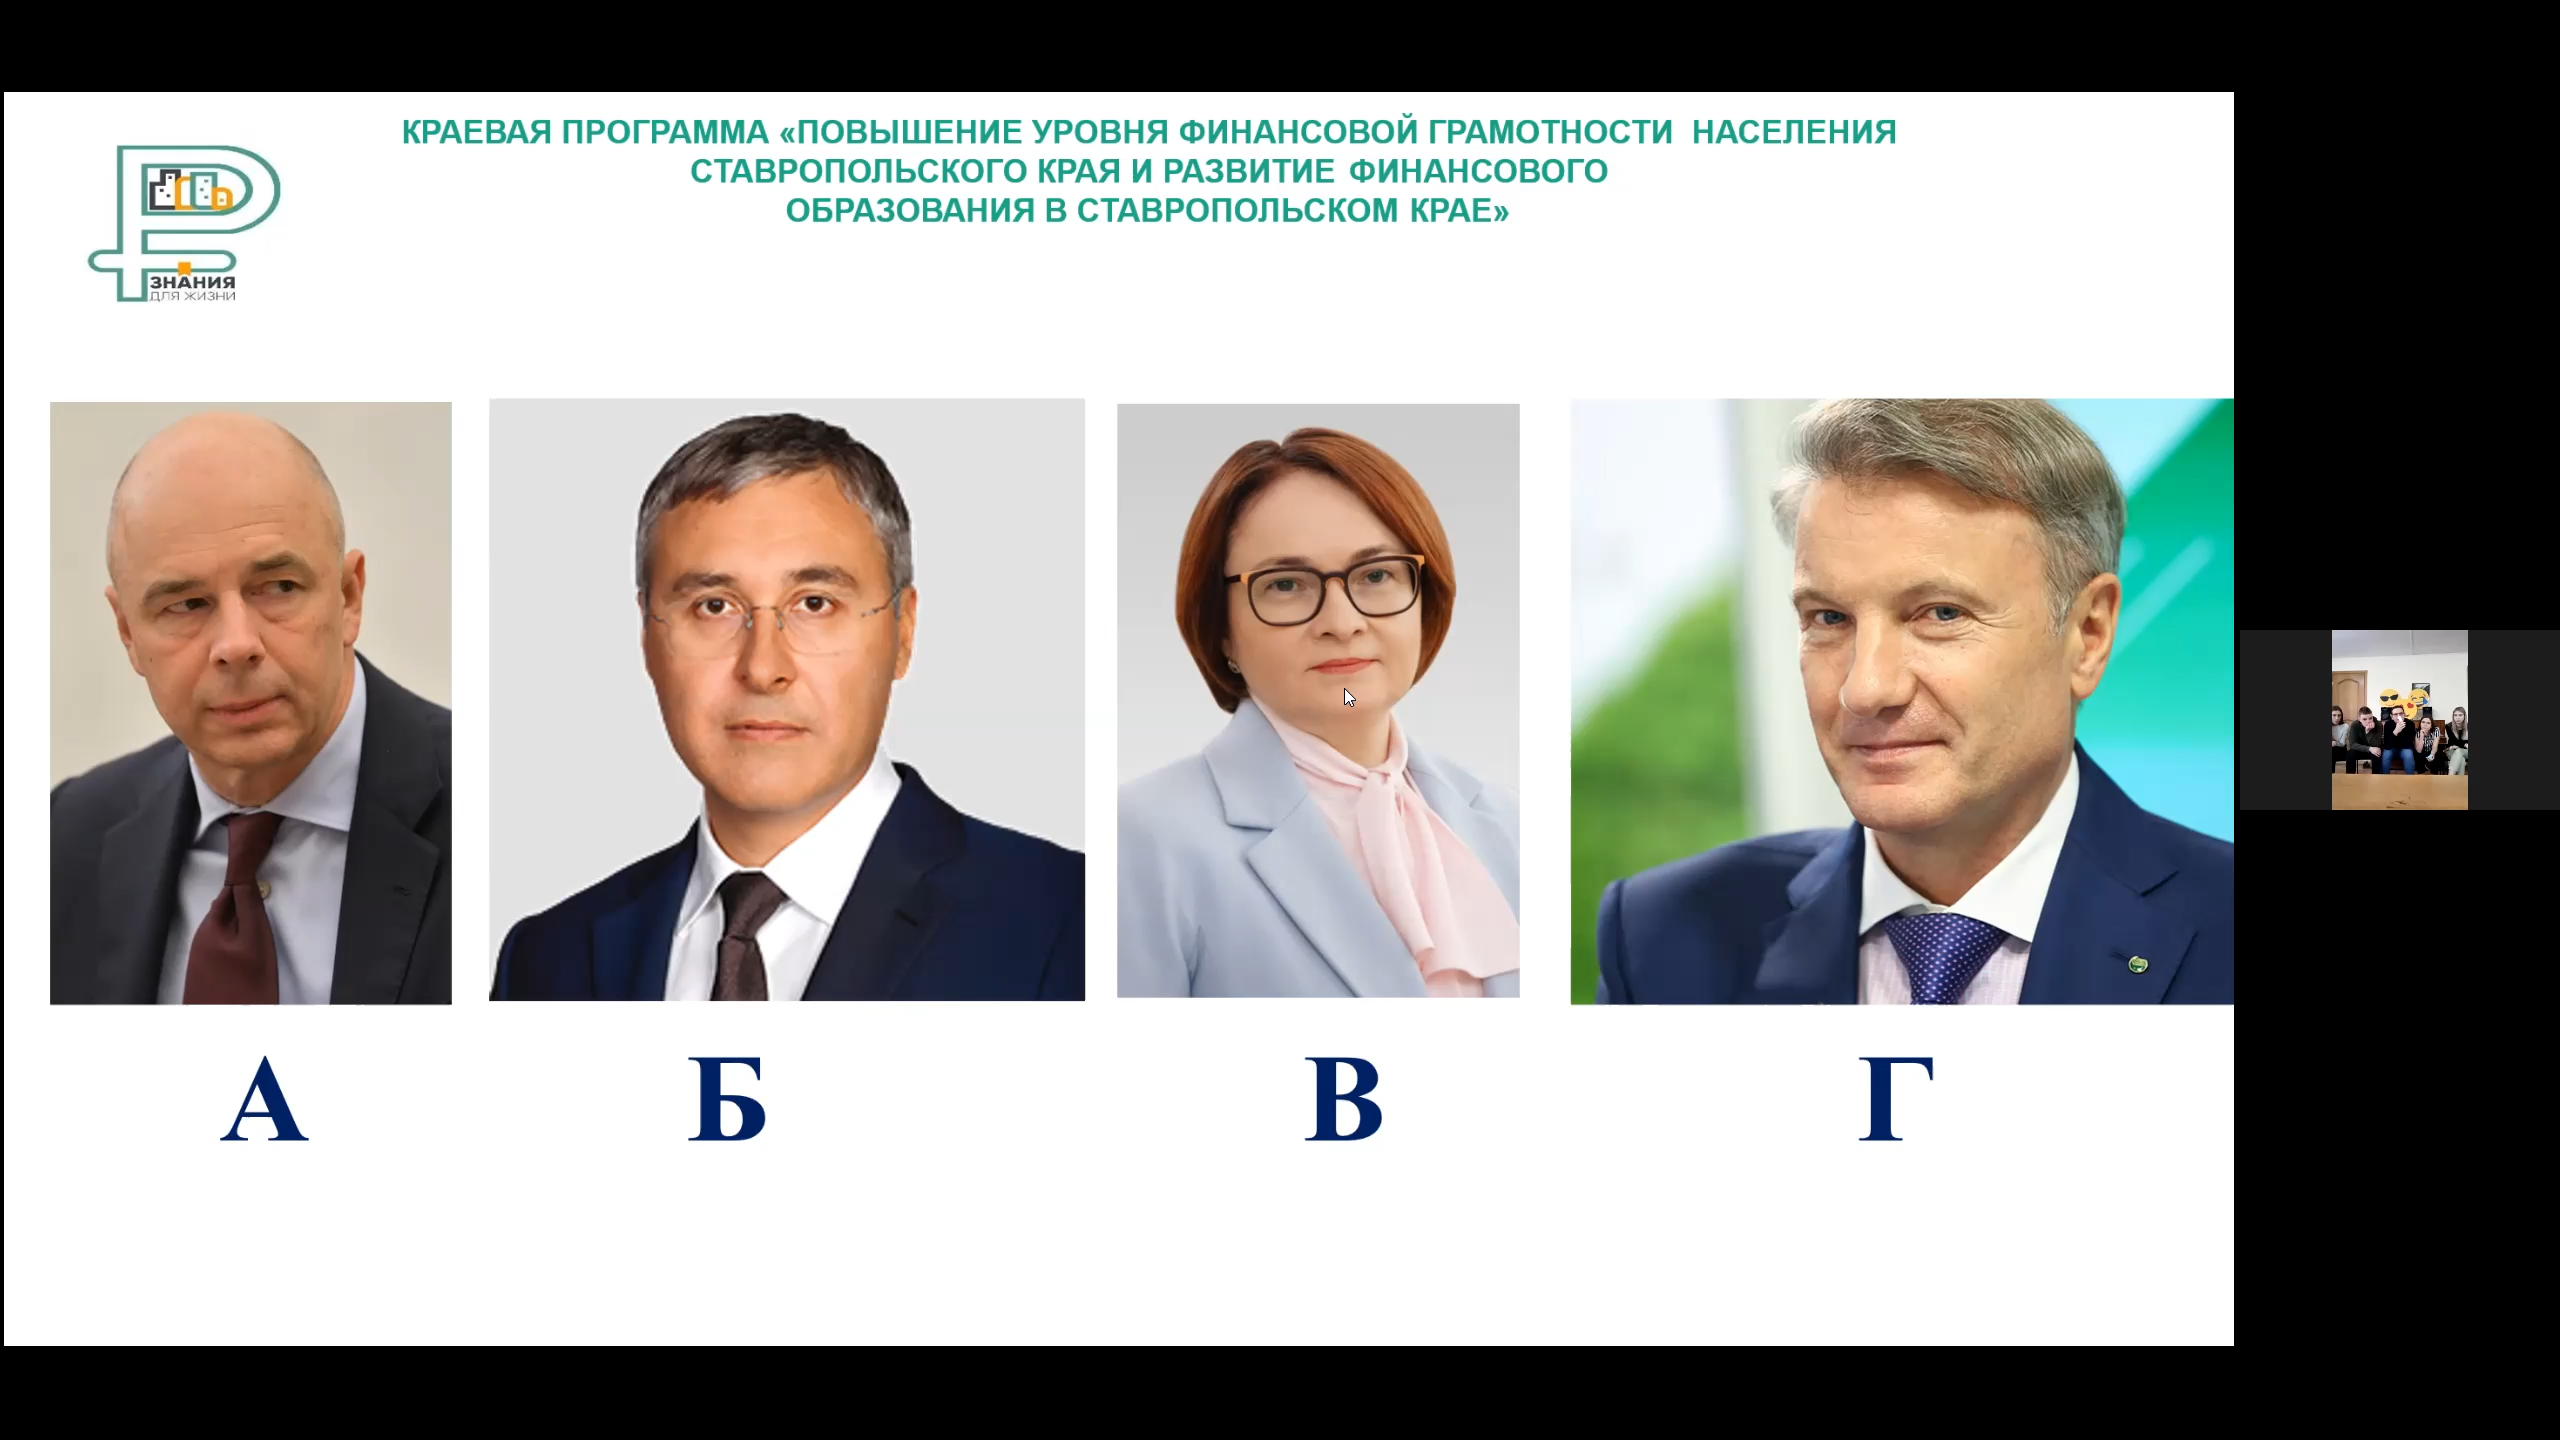 КРАЕВАЯ ПРОГРАММА «ПОВЫШЕНИЕ УРОВНЯ ФИНАНСОВОЙ ГРАМОТНОСТИ НАСЕЛЕНИЯ
СТАВРОПОЛЬСКОГО КРАЯ И РАЗВИТИЕ ФИНАНСОВОГО
ОБРАЗОВАНИЯ В СТАВРОПОЛЬСКОМ КРАЕ»
ЗНАНИЯ
ДЛЯ ЖИЗНИ
А
Б
В
Г